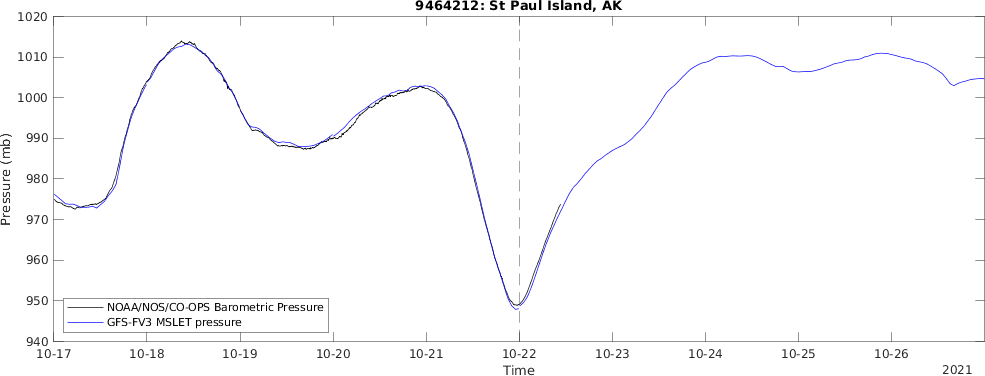 9464212: St Paul Island, AK
Pressure (mb)
1020
1010
1000
990
980
970
960
950
940
NOAA/NOS/CO-OPS Barometric Pressure
GFS-FV3 MSLET pressure
10-17 10-18 10-19 10-20 10-21 10-22 10-23 10-24 10-25 10-26
Time
2021